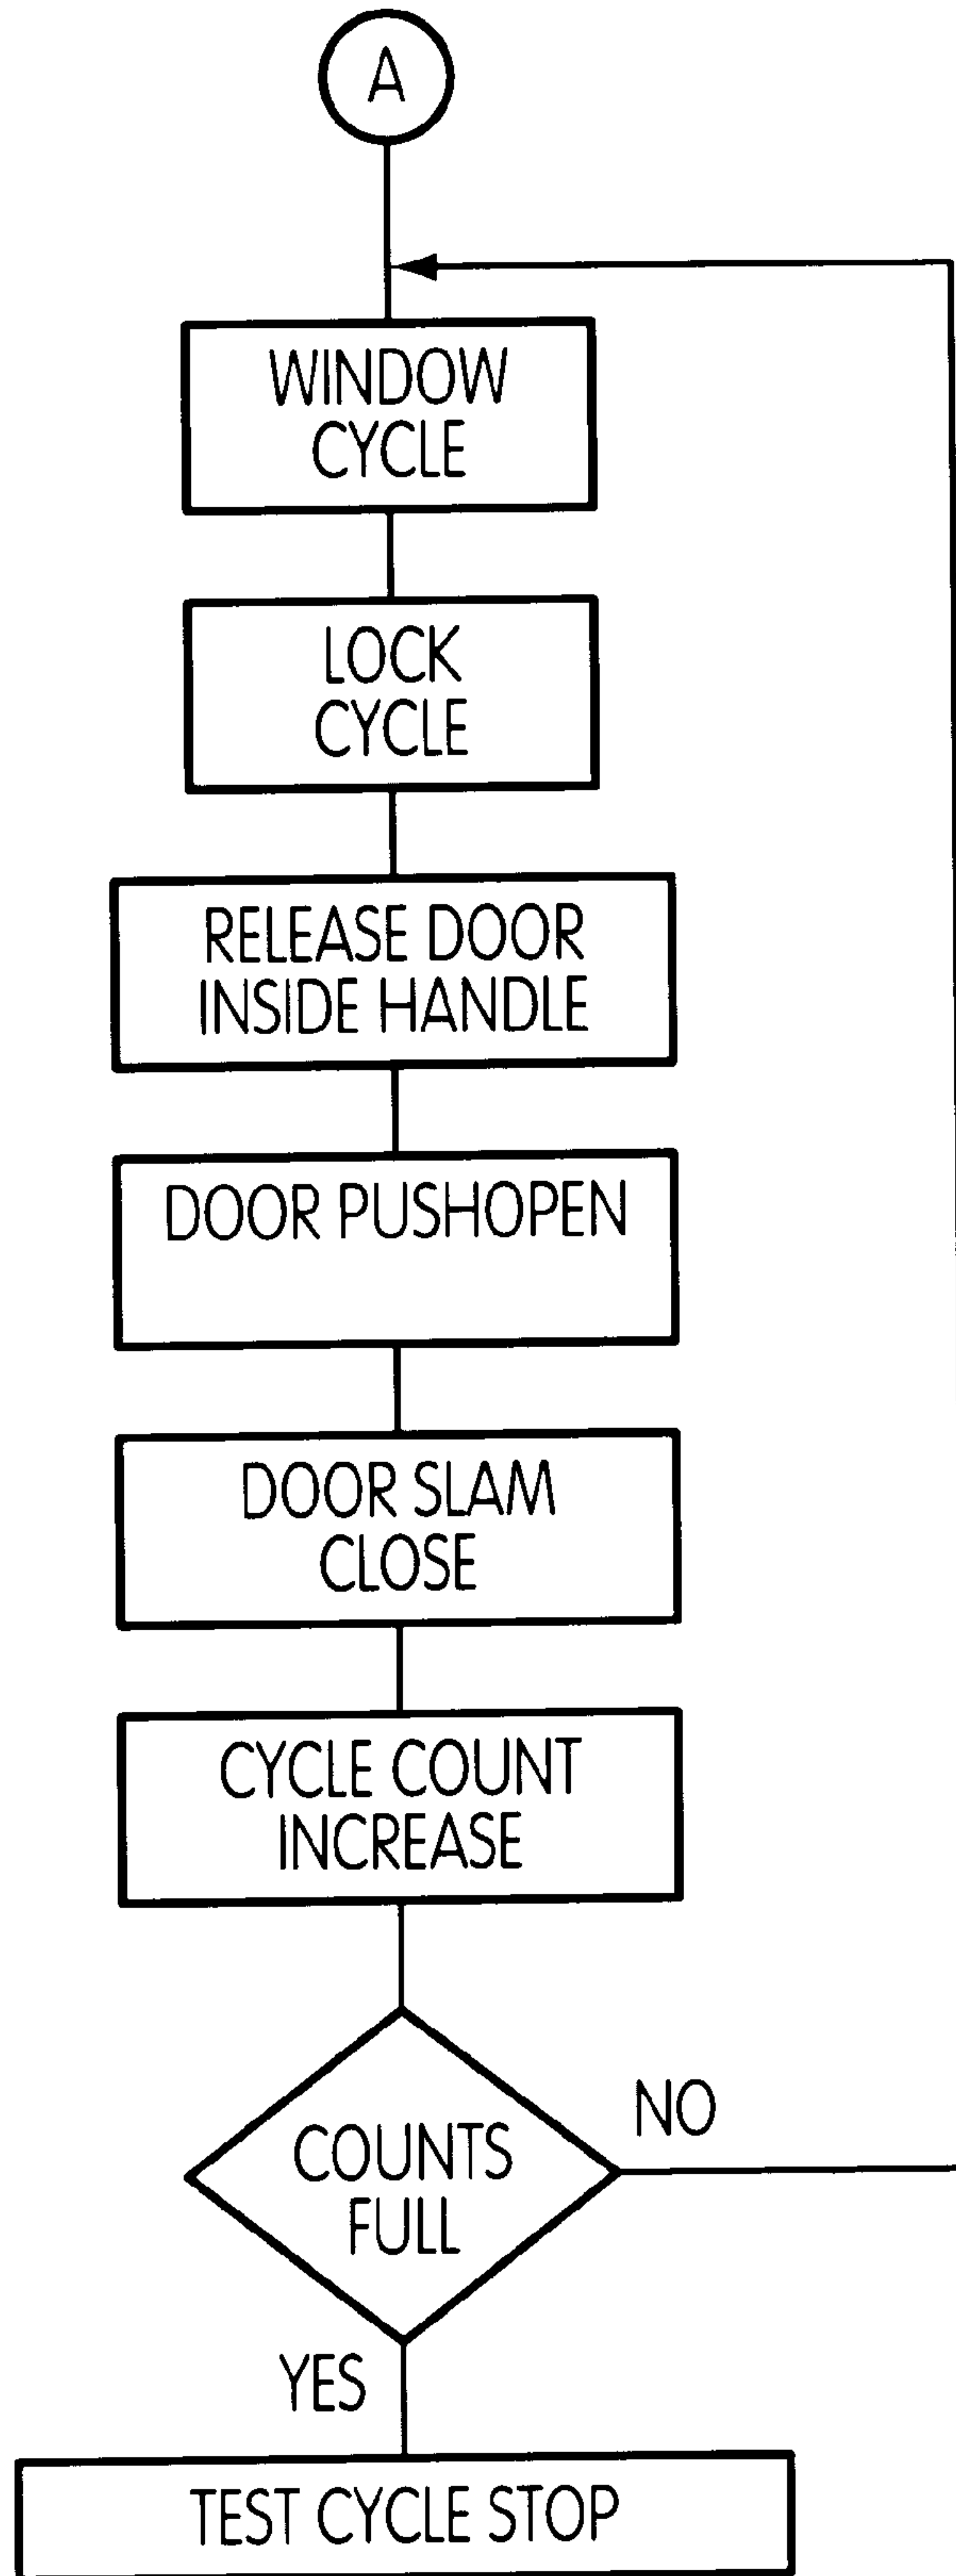 A
WINDOW
CYCLE
LOCK
CYCLE
RELEASE DOOR
INSIDE HANDLE
DOOR PUSHOPEN
DOOR SLAM
CLOSE
CYCLE COUNT
INCREASE
COUNTS
FULL
NO
YES
TEST CYCLE STOP